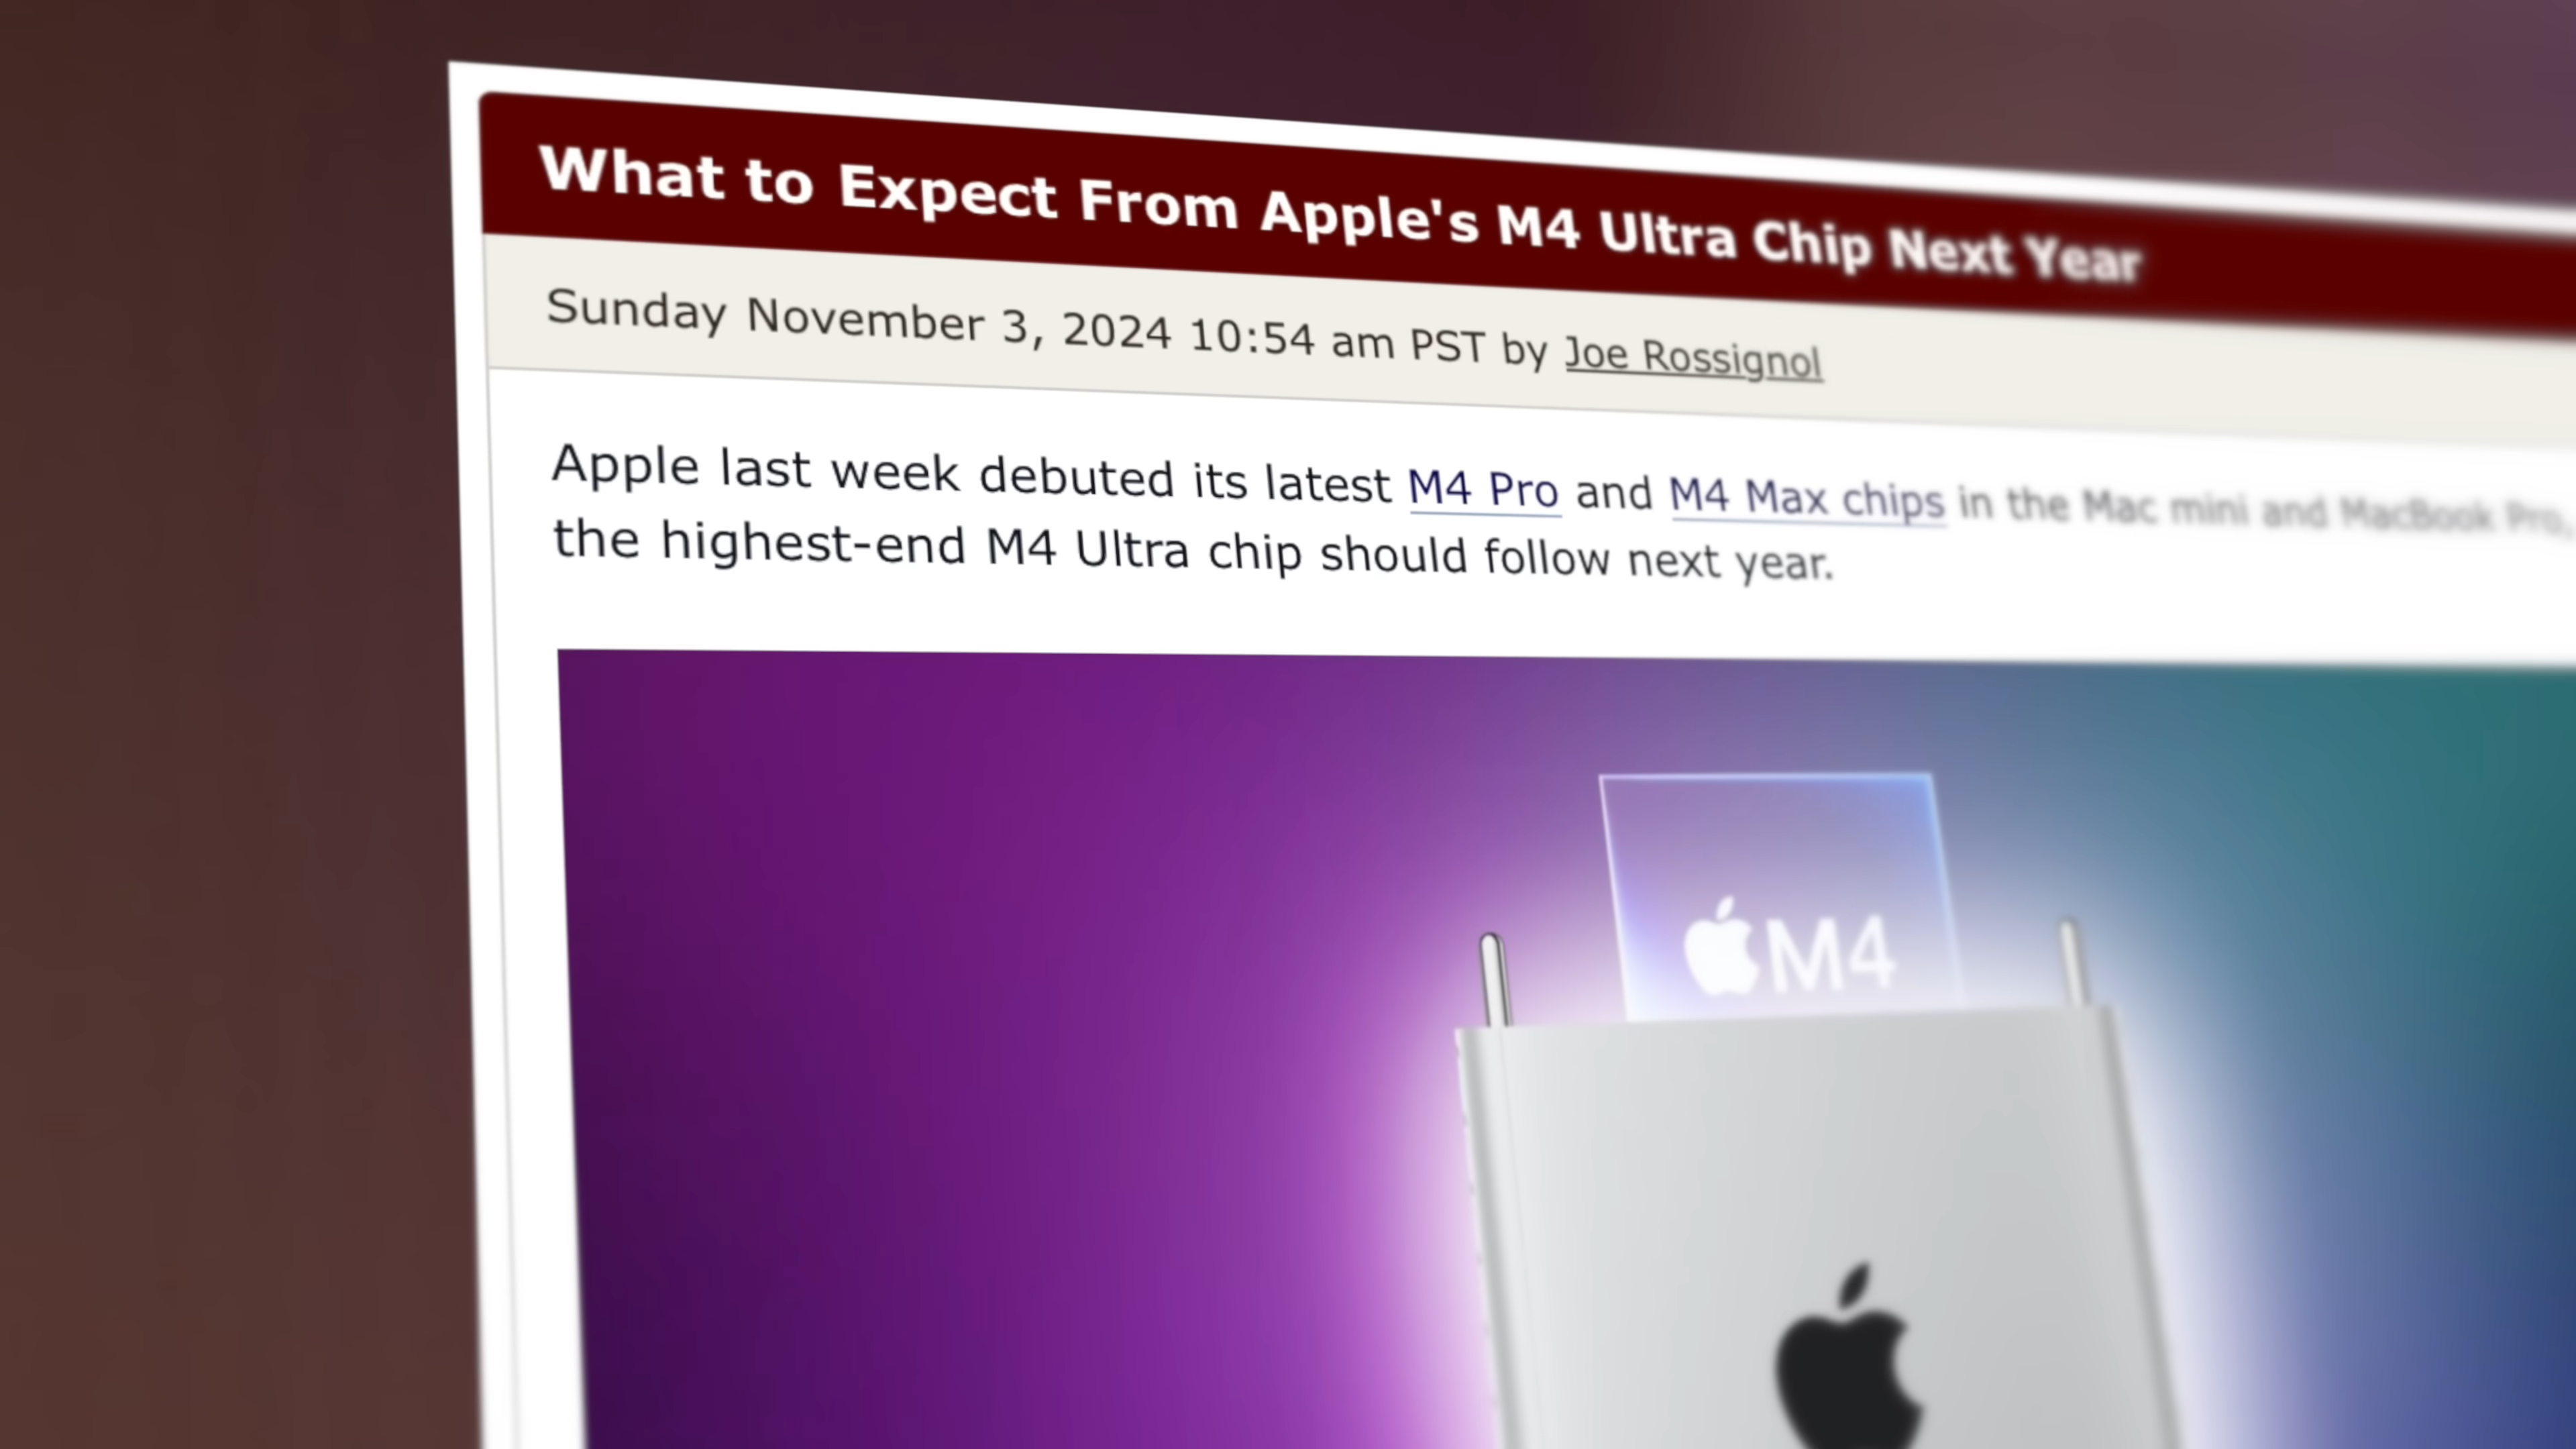 What to Expect From Apple's M4 Ultra Chip Next Year
Sunday November 3, 2024 10:54 am PST by Joe Rossignol
Apple last week debuted its latest M4 Pro and M4 Max chips in the Mac mini and MacBook Pro,
the highest-end M4 Ultra chip should follow next year.
M4